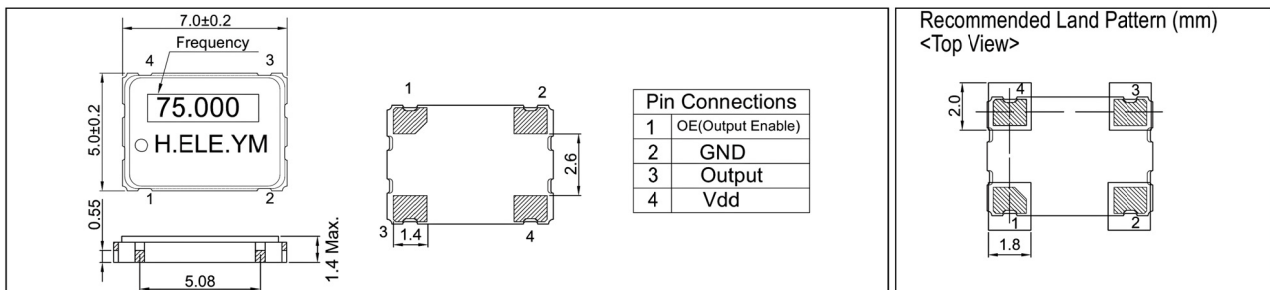 7.0±0.2
Frequency
4
3
75.000
H.ELE.YM
5.0±0.2
1
2
0.55
1.4 Max.
5.08
1
2
2.6
3
1.4
4
Pin Connections
1 OE(Output Enable)
2 GND
3 Output
4 Vdd
Recommended Land Pattern (mm)
<Top View>
2.0
4
3
1
2
1.8